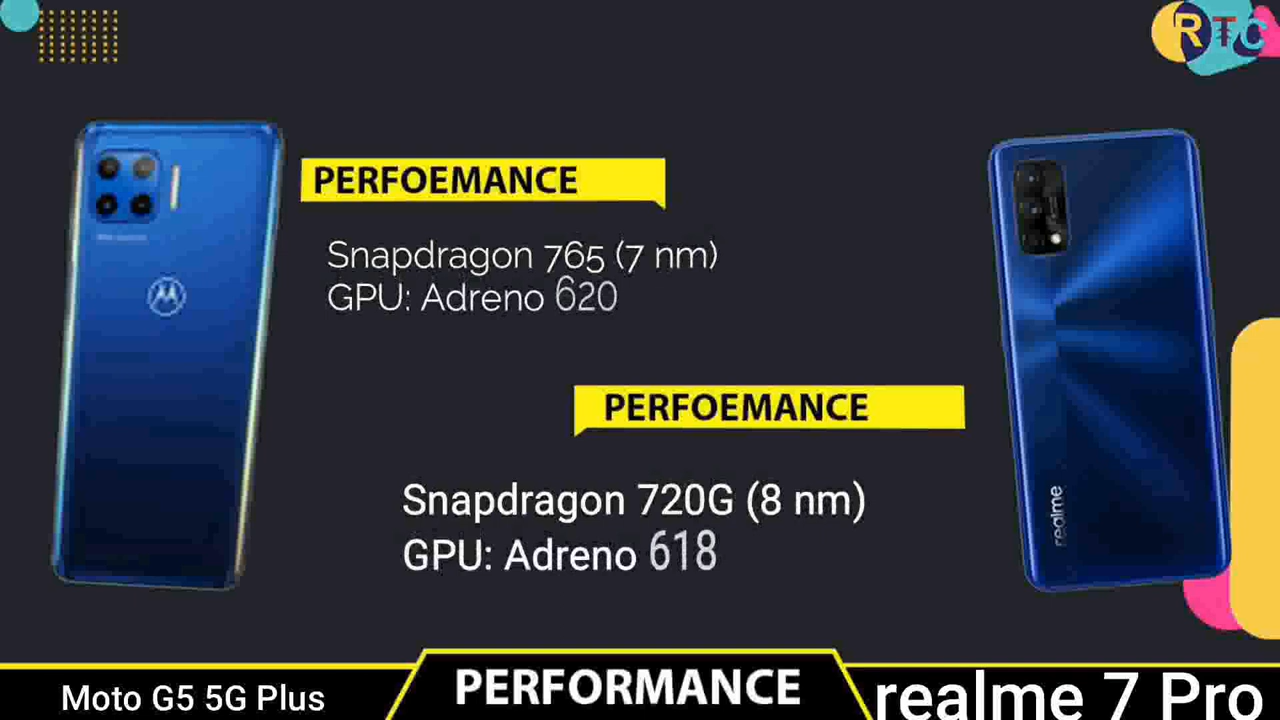 RTC
PERFOEMANCE
Snapdragon 765 (7 nm)
GPU: Adreno 620
PERFOEMANCE
Snapdragon 720G (8 nm)
GPU: Adreno 618
realme
Moto G5 5G Plus
PERFORMANCE
realme 7 Pro